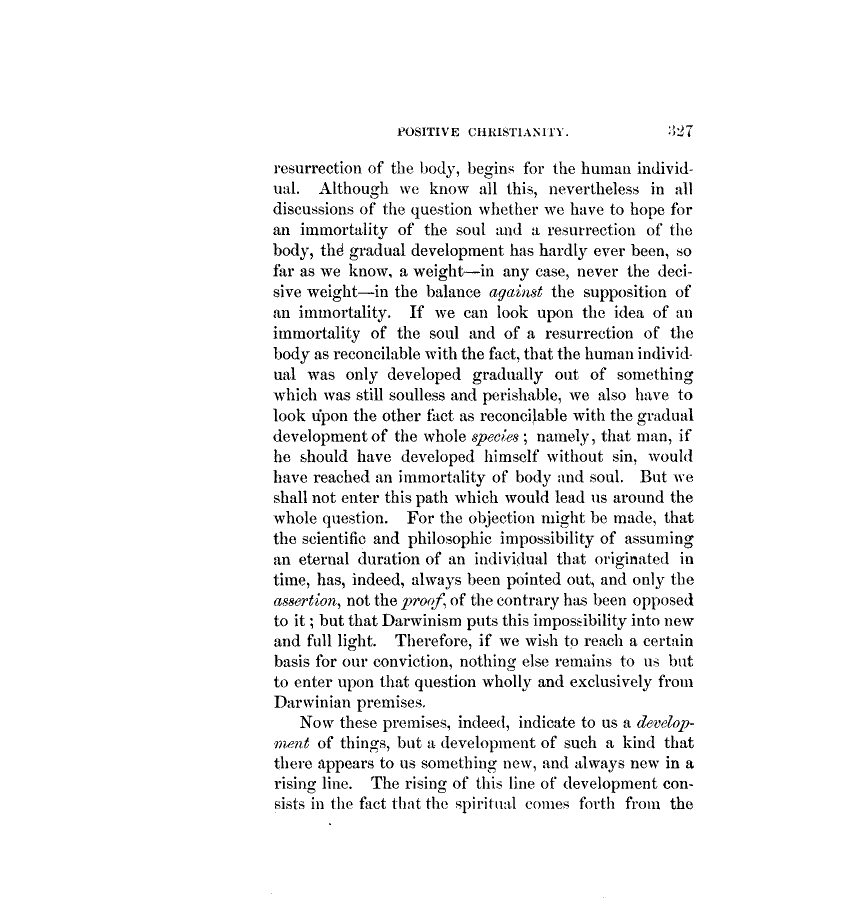 POSITIVE CHRISTIANITY. 327
resurrection of the body, begins for the human individ-
ual. Although we know all this, nevertheless in all
discussions of the question whether we have to hope for
an immortality of the soul and a resurrection of the
body, the gradual development has hardly ever been, so
far as we know, a weight—in any case, never the deci-
sive weight—in the balance against the supposition of
an immortality. If we can look upon the idea of an
immortality of the soul and of a resurrection of the
body as reconcilable with the fact, that the human individ-
ual was only developed gradually out of something
which was still soulless and perishable, we also have to
look upon the other fact as reconcilable with the gradual
development of the whole species; namely, that man, if
he should have developed himself without sin, would
have reached an immortality of body and soul. But we
shall not enter this path which would lead us around the
whole question. For the objection might be made, that
the scientific and philosophic impossibility of assuming
an eternal duration of an individual that originated in
time, has, indeed, always been pointed out, and only the
assertion, not the proof, of the contrary has been opposed
to it; but that Darwinism puts this impossibility into new
and full light. Therefore, if we wish to reach a certain
basis for our conviction, nothing else remains to us but
to enter upon that question wholly and exclusively from
Darwinian premises.
Now these premises, indeed, indicate to us a develop-
ment of things, but a development of such a kind that
there appears to us something new, and always new in a
rising line. The rising of this line of development con-
sists in the fact that the spiritual comes forth from the